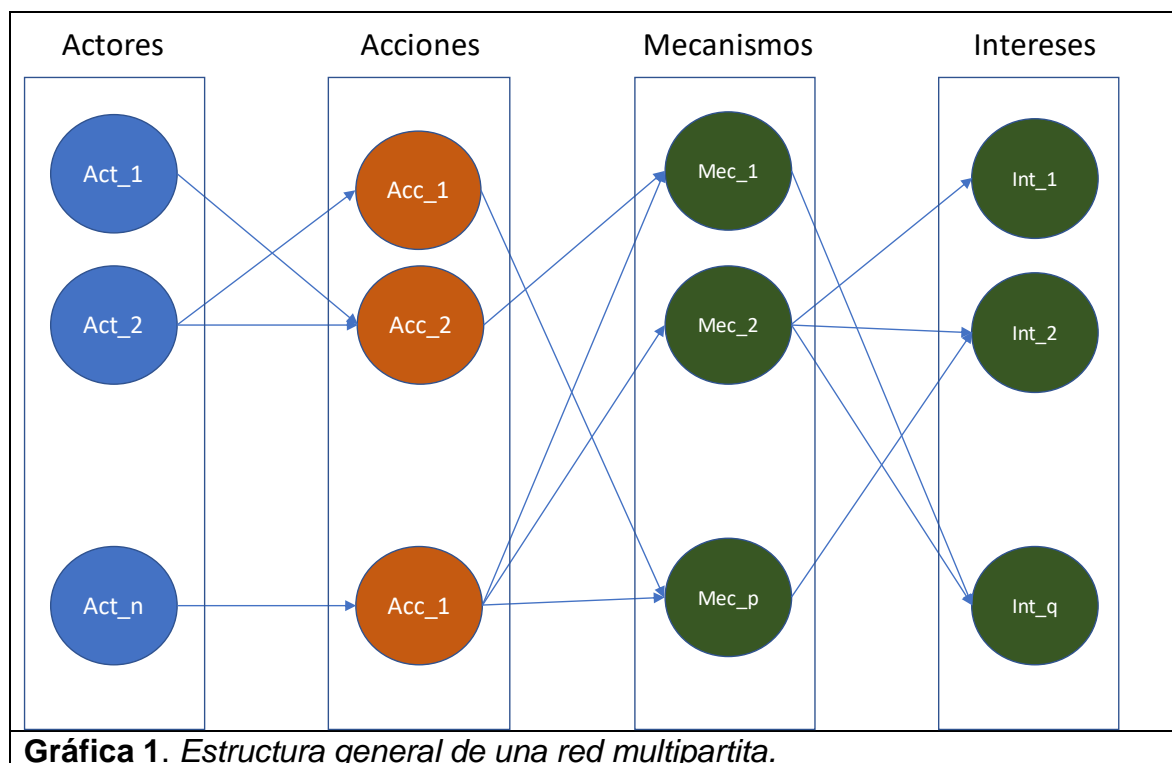 Actores Acciones Mecanismos Intereses
Act_1 Acc_1 Mec_1 Int_1
Act_2 Acc_2 Mec_2 Int_2
Act_n Acc_1 Mec_p Int_q
Gráfica 1. Estructura general de una red multipartita.